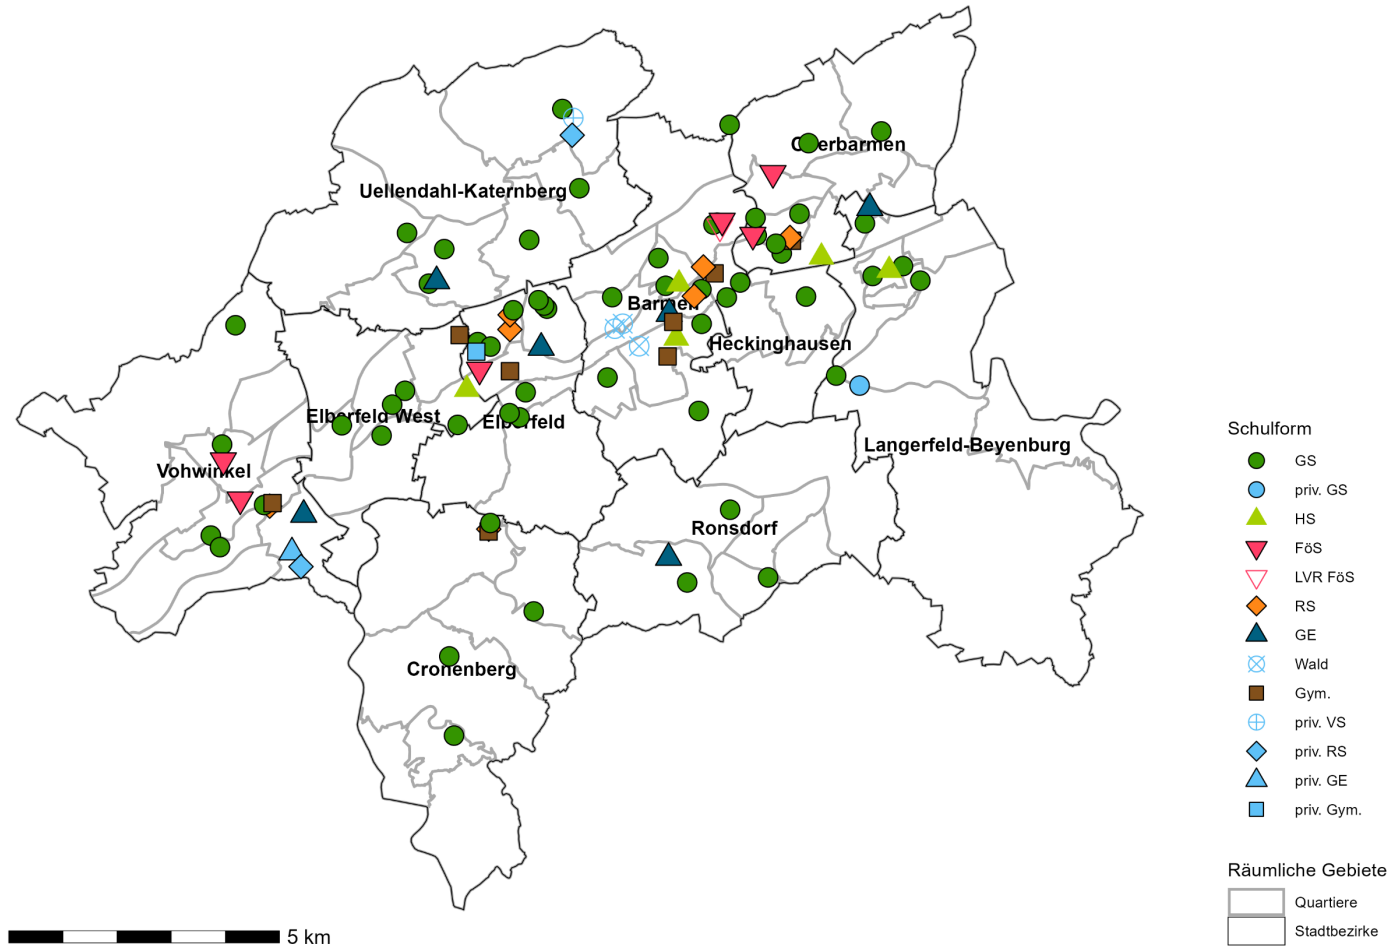 Oberbarmen
Uellendahl-Katernberg
Barmen
Heckinghausen
Elberfeld West
Elberfeld
Langerfeld-Beyenburg
Vohwinkel
Ronsdorf
Cronenberg
Schulform
GS
priv. GS
HS
FöS
LVR FöS
RS
GE
Wald
Gym.
priv. VS
priv. RS
priv. GE
priv. Gym.
Räumliche Gebiete
Quartiere
Stadtbezirke
5 km